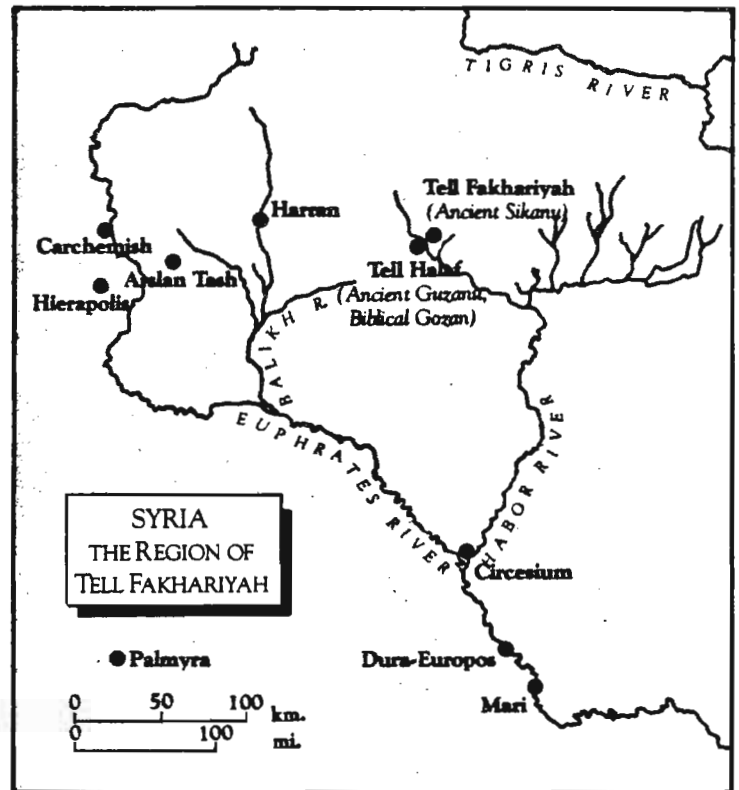 TIGRIS RIVER
Tell Fakhariyah
(Ancient Sikanu)
Harran
Carchemish
Arslan Tash
Tell Halaf
Hierapolis
(Ancient Guzana,
Biblical Gozan)
BALIKH R
EUPHRATES RIVER
HABOR RIVER
SYRIA
THE REGION OF
TELL FAKHARIYAH
Circesium
Palmyra
Dura-Europos
Mari
0 50 100 km.
0 100 mi.